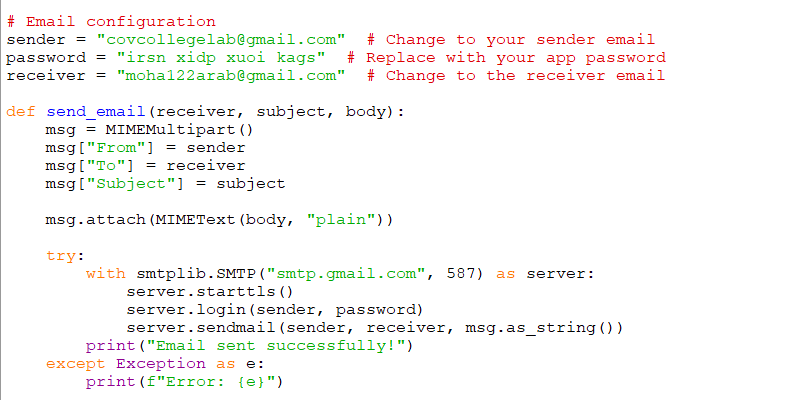 # Email configuration
sender = "covcollegelab@gmail.com"  # Change to your sender email
password = "irsn xidp xuoi kags"  # Replace with your app password
receiver = "moha122arab@gmail.com"  # Change to the receiver email

def send_email(receiver, subject, body):
    msg = MIMEMultipart()
    msg["From"] = sender
    msg["To"] = receiver
    msg["Subject"] = subject

    msg.attach(MIMEText(body, "plain"))

    try:
        with smtplib.SMTP("smtp.gmail.com", 587) as server:
            server.starttls()
            server.login(sender, password)
            server.sendmail(sender, receiver, msg.as_string())
        print("Email sent successfully!")
    except Exception as e:
        print(f"Error: {e}")